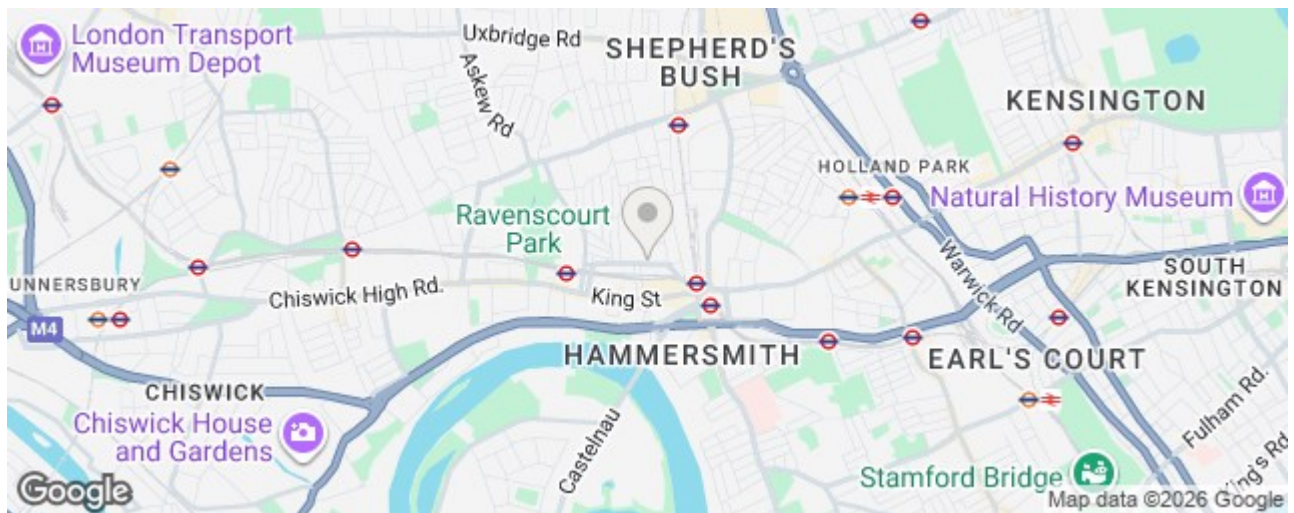 London Transport
Museum Depot
Uxbridge Rd
SHEPHERD'S
BUSH
Askew Rd
KENSINGTON
HOLLAND PARK
Natural History Museum
Ravenscourt
Park
Warwick Rd
SOUTH
KENSINGTON
UNNERSBURY
Chiswick High Rd.
King St
M4
HAMMERSMITH
EARL'S COURT
CHISWICK
Chiswick House
and Gardens
Castelnau
Fulham Rd.
King's Rd
Stamford Bridge
Google
Map data ©2026 Google